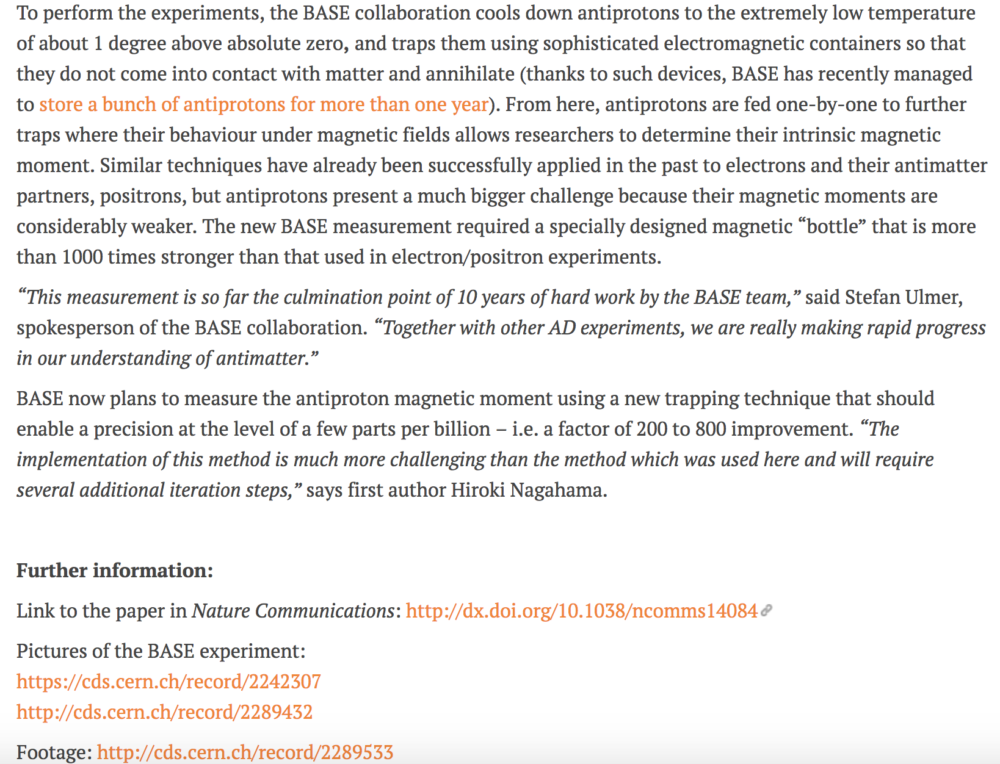 To perform the experiments, the BASE collaboration cools down antiprotons to the extremely low temperature
of about 1 degree above absolute zero, and traps them using sophisticated electromagnetic containers so that
they do not come into contact with matter and annihilate (thanks to such devices, BASE has recently managed
to store a bunch of antiprotons for more than one year). From here, antiprotons are fed one-by-one to further
traps where their behaviour under magnetic fields allows researchers to determine their intrinsic magnetic
moment. Similar techniques have already been successfully applied in the past to electrons and their antimatter
partners, positrons, but antiprotons present a much bigger challenge because their magnetic moments are
considerably weaker. The new BASE measurement required a specially designed magnetic “bottle” that is more
than 1000 times stronger than that used in electron/positron experiments.
“This measurement is so far the culmination point of 10 years of hard work by the BASE team,” said Stefan Ulmer,
spokesperson of the BASE collaboration. “Together with other AD experiments, we are really making rapid progress
in our understanding of antimatter.”
BASE now plans to measure the antiproton magnetic moment using a new trapping technique that should
enable a precision at the level of a few parts per billion – i.e. a factor of 200 to 800 improvement. “The
implementation of this method is much more challenging than the method which was used here and will require
several additional iteration steps,” says first author Hiroki Nagahama.
Further information:
Link to the paper in Nature Communications: http://dx.doi.org/10.1038/ncomms14084
Pictures of the BASE experiment:
https://cds.cern.ch/record/2242307
http://cds.cern.ch/record/2289432
Footage: http://cds.cern.ch/record/2289533